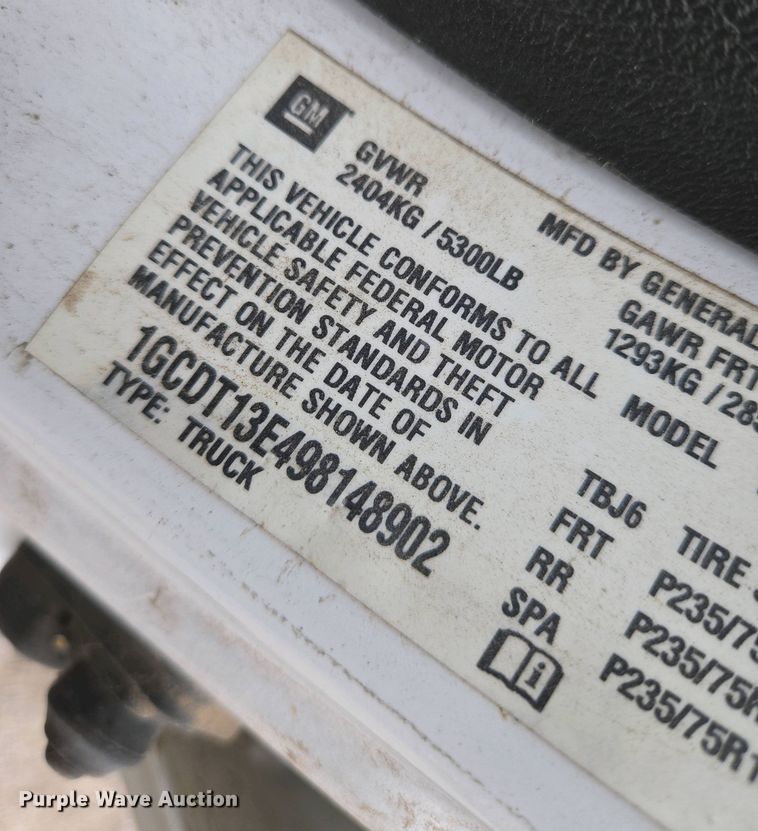 GM
GVWR
2404KG / 5300LB
THIS VEHICLE CONFORMS TO ALL
APPLICABLE FEDERAL MOTOR
VEHICLE SAFETY AND THEFT
PREVENTION STANDARDS IN
EFFECT ON THE DATE OF
MANUFACTURE SHOWN ABOVE.
1GCDT13E498148902
TYPE: TRUCK
MFD BY GENERAL
GAWR FRT
1293KG / 285
MODEL
TBJ6 TIRE
FRT P235/75
RR P235/75R
SPA P235/75R1
i
Purple Wave Auction